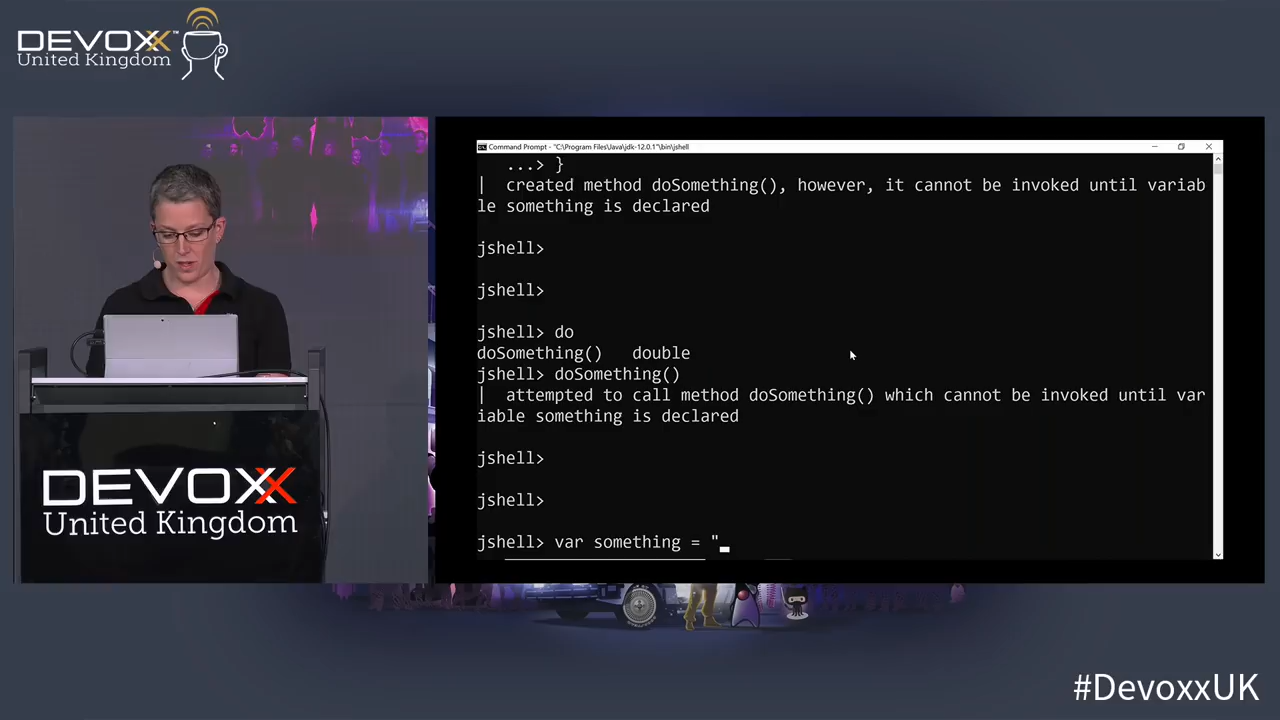 DEVOXX™
United Kingdom
Command Prompt - "C:\Program Files\Java\jdk-12.0.1"\bin\jshell
...> }
| created method doSomething(), however, it cannot be invoked until variab
le something is declared
jshell>
jshell>
jshell> do
doSomething() double
jshell> doSomething()
| attempted to call method doSomething() which cannot be invoked until var
iable something is declared
jshell>
jshell>
jshell> var something = "_
DEVOXX
United Kingdom
#DevoxxUK